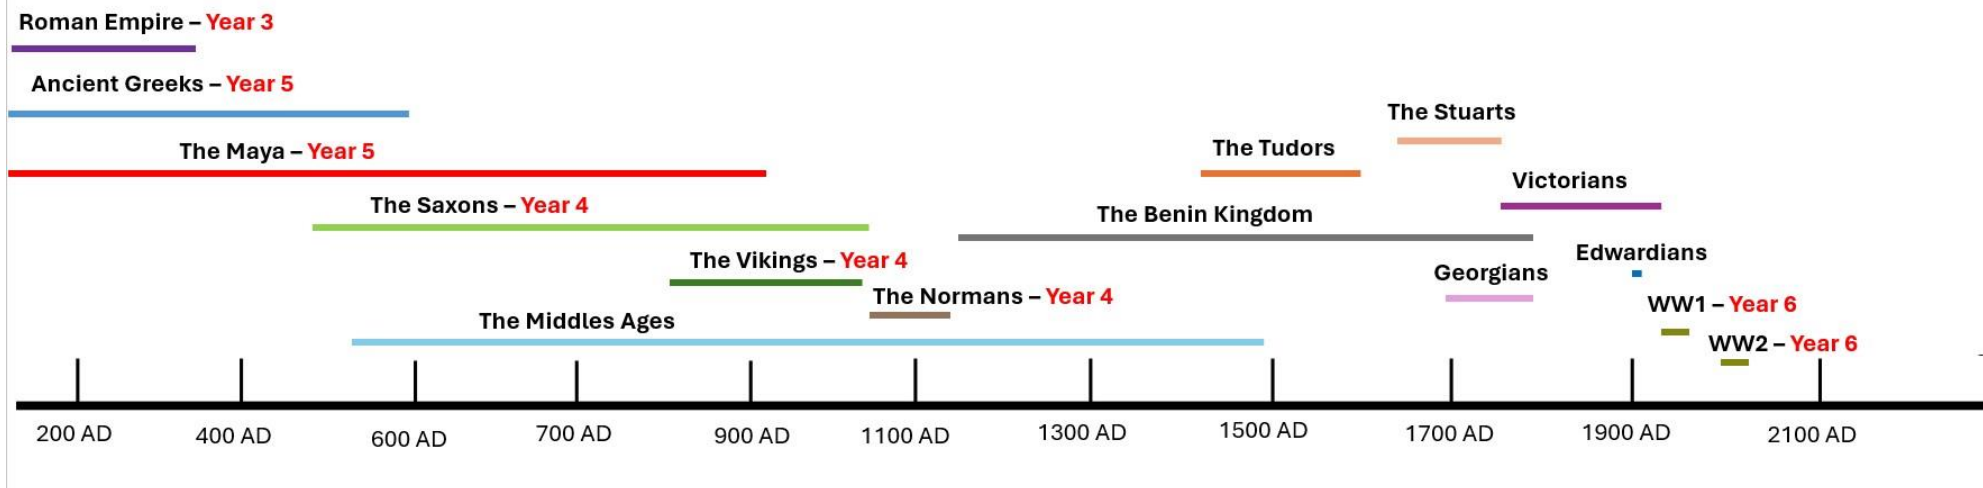 Roman Empire – Year 3
Ancient Greeks – Year 5
The Maya – Year 5
The Saxons – Year 4
The Vikings – Year 4
The Normans – Year 4
The Middles Ages
The Tudors
The Stuarts
Victorians
The Benin Kingdom
Edwardians
Georgians
WW1 – Year 6
WW2 – Year 6
200 AD 400 AD 600 AD 700 AD 900 AD 1100 AD 1300 AD 1500 AD 1700 AD 1900 AD 2100 AD